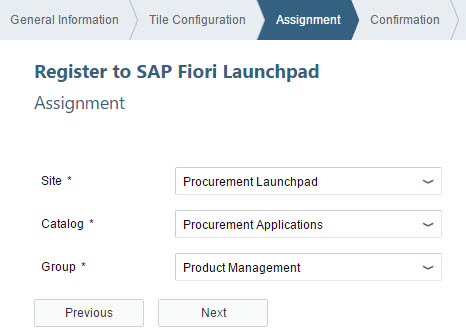 General Information Tile Configuration Assignment Confirmation
Register to SAP Fiori Launchpad
Assignment
Site * Procurement Launchpad
Catalog * Procurement Applications
Group * Product Management
Previous Next